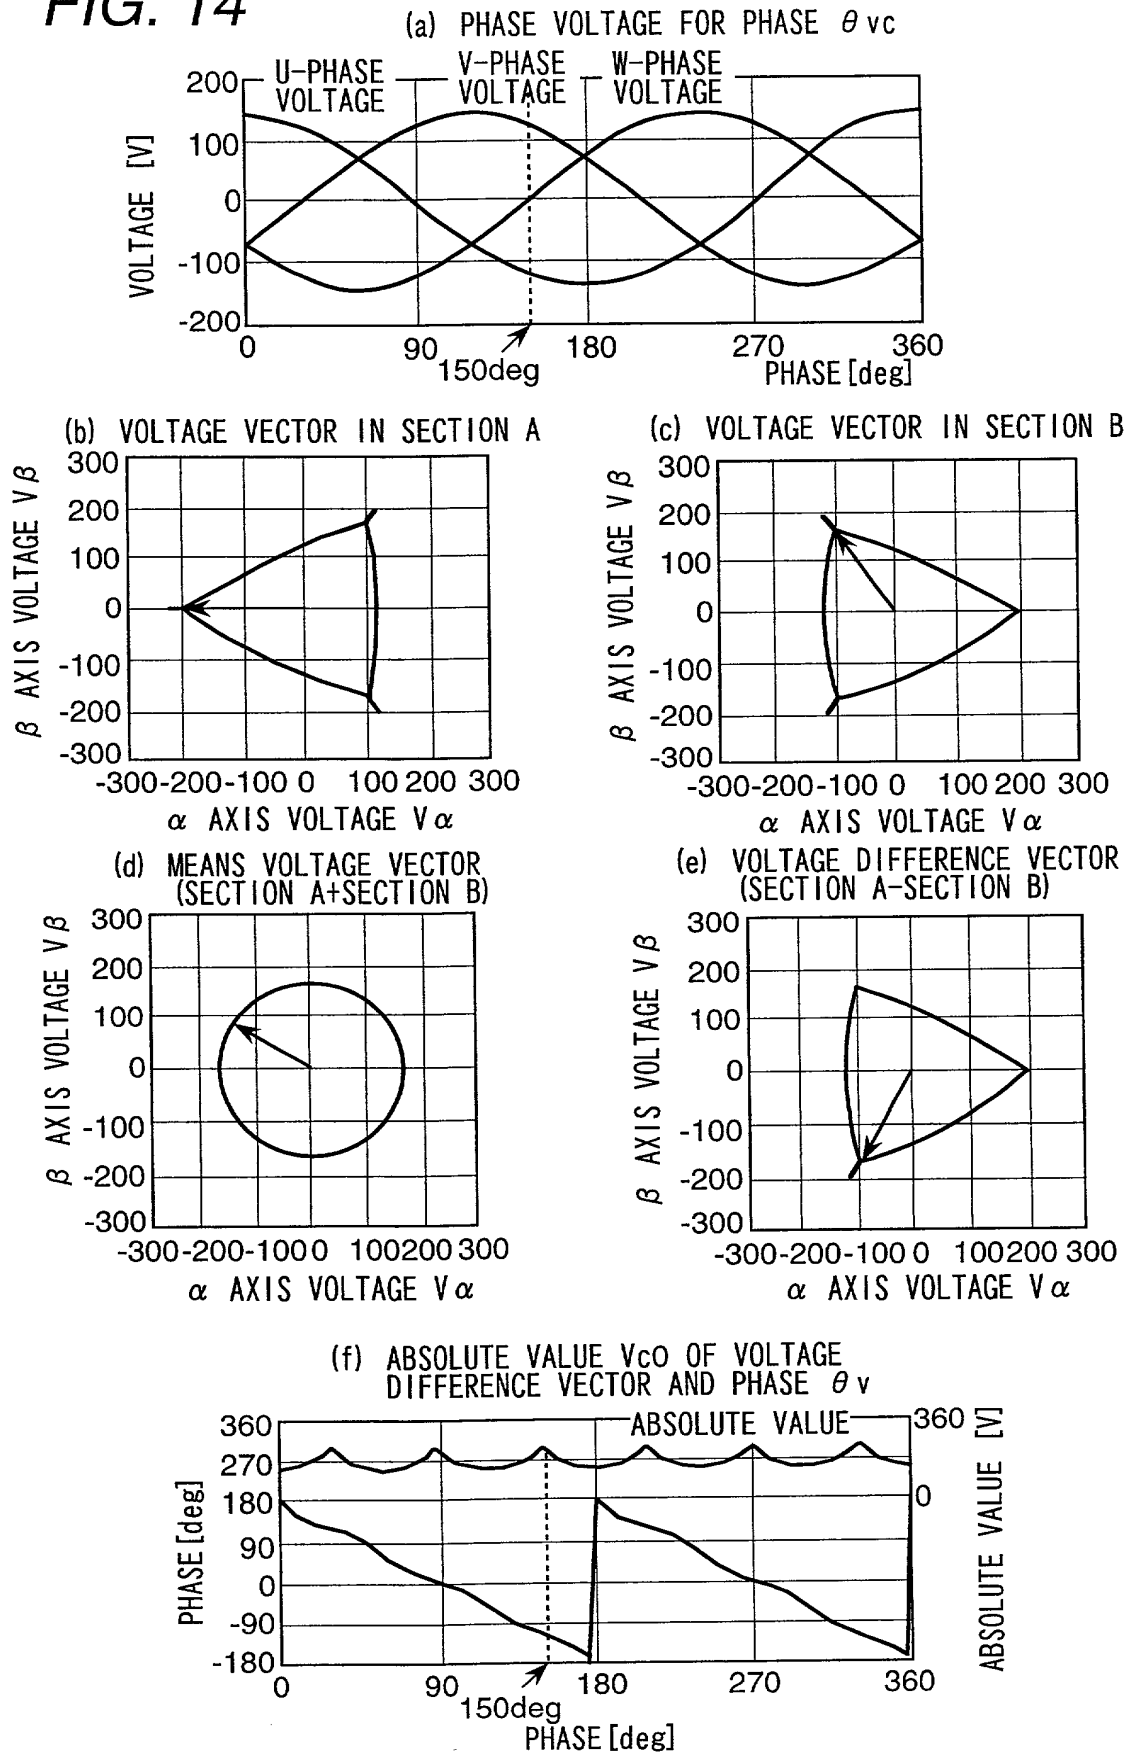 FIG. 14
(a) PHASE VOLTAGE FOR PHASE θvc
U-PHASE VOLTAGE
V-PHASE VOLTAGE
W-PHASE VOLTAGE
VOLTAGE [V]
200
100
0
-100
-200
0 90 180 270 360
150deg
PHASE[deg]
(b) VOLTAGE VECTOR IN SECTION A
β AXIS VOLTAGE Vβ
300
200
100
0
-100
-200
-300
-300-200-100 0 100 200 300
α AXIS VOLTAGE Vα
(c) VOLTAGE VECTOR IN SECTION B
β AXIS VOLTAGE Vβ
300
200
100
0
-100
-200
-300
-300-200-100 0 100 200 300
α AXIS VOLTAGE Vα
(d) MEANS VOLTAGE VECTOR
(SECTION A+SECTION B)
β AXIS VOLTAGE Vβ
300
200
100
0
-100
-200
-300
-300-200-100 0 100200 300
α AXIS VOLTAGE Vα
(e) VOLTAGE DIFFERENCE VECTOR
(SECTION A-SECTION B)
β AXIS VOLTAGE Vβ
300
200
100
0
-100
-200
-300
-300-200-100 0 100200 300
α AXIS VOLTAGE Vα
(f) ABSOLUTE VALUE Vc0 OF VOLTAGE
DIFFERENCE VECTOR AND PHASE θv
PHASE[deg]
360
270
180
90
0
-90
-180
ABSOLUTE VALUE
360
0
ABSOLUTE VALUE [V]
0 90 180 270 360
150deg
PHASE[deg]